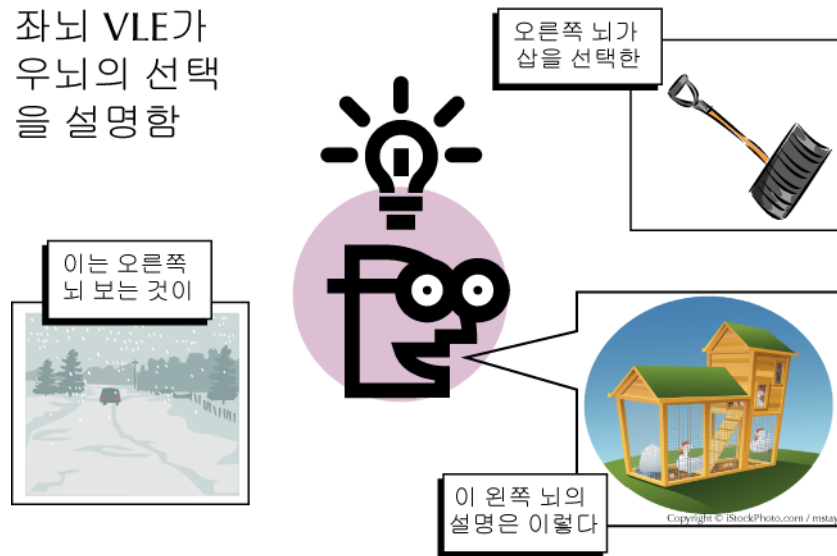 좌뇌 VLE가
우뇌의 선택
을 설명함
오른쪽 뇌가
삽을 선택한
이는 오른쪽
뇌 보는 것이
이 왼쪽 뇌의
설명은 이렇다
Copyright © iStockPhoto.com / mstay